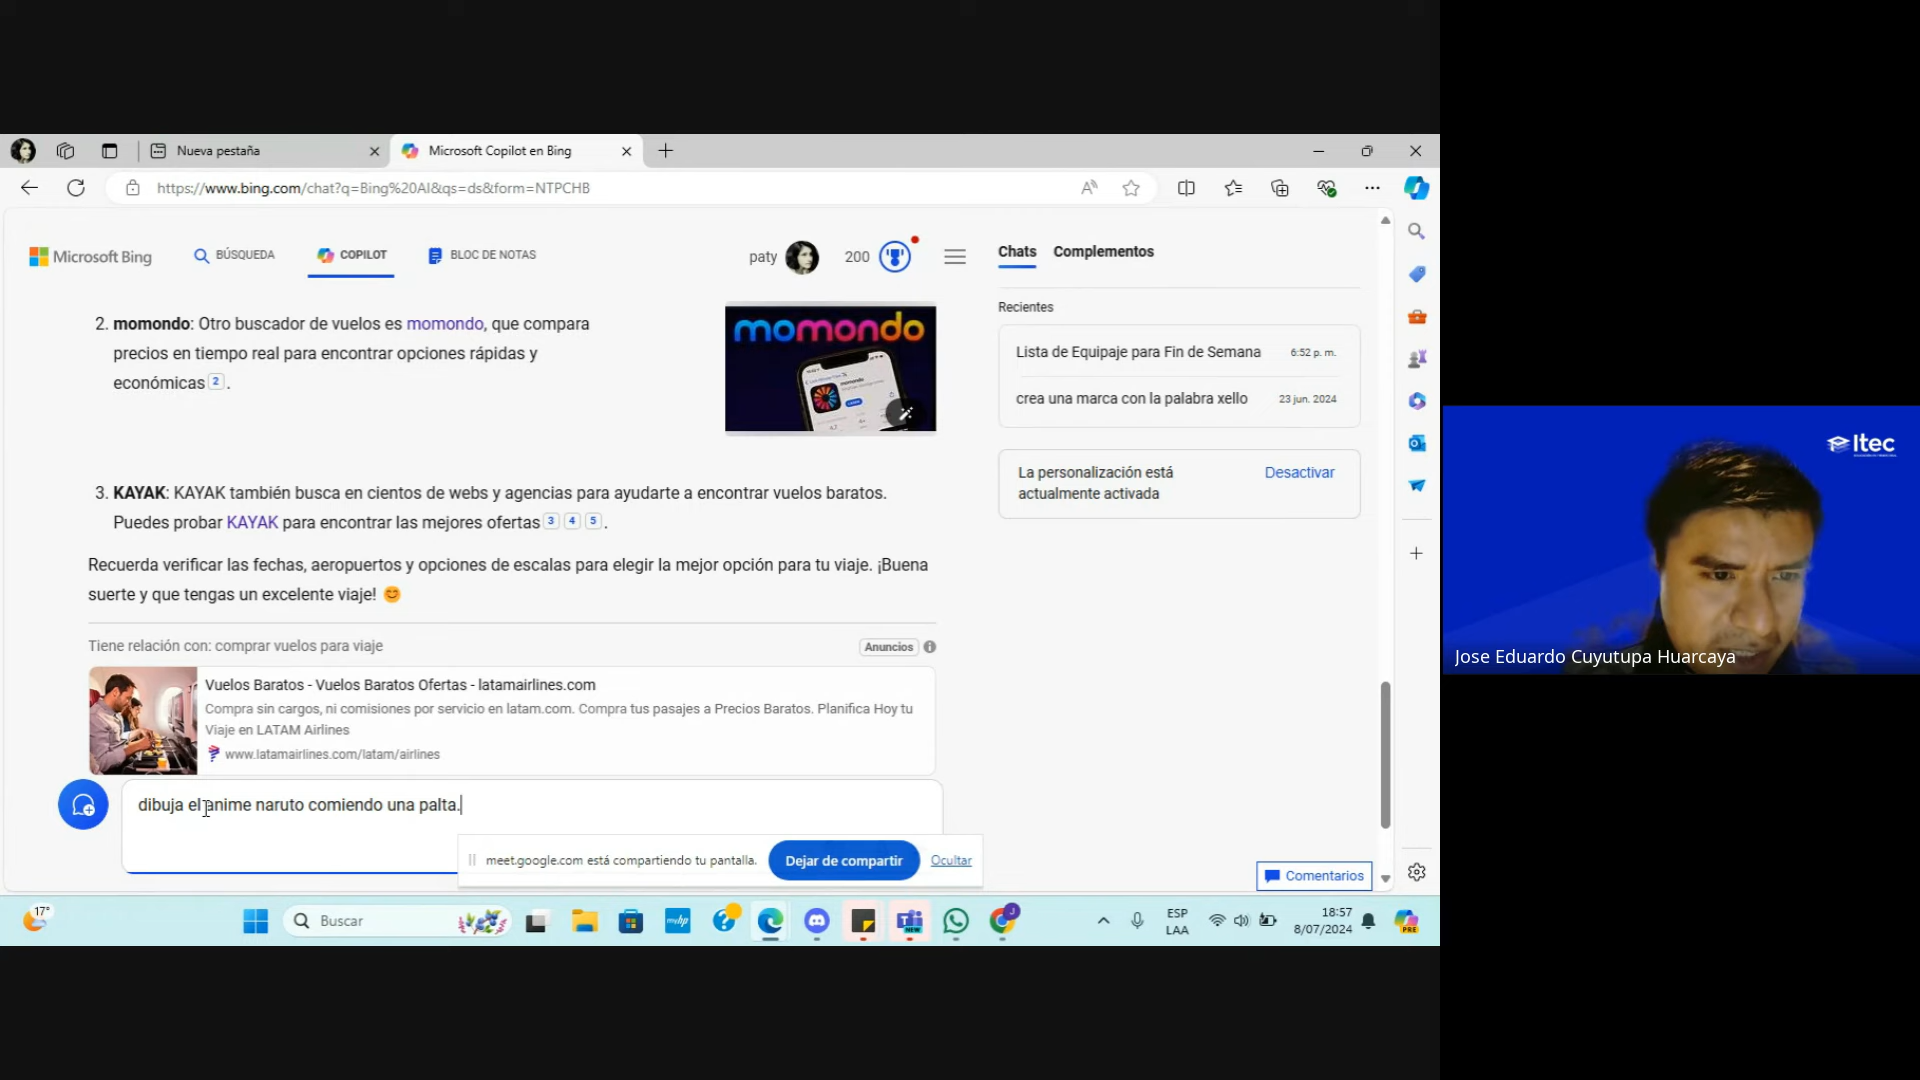 Nueva pestaña
Microsoft Copilot en Bing
https://www.bing.com/chat?q=Bing%20AI&qs=ds&form=NTPCHB
Microsoft Bing
BÚSQUEDA
COPILOT
BLOC DE NOTAS
paty
200
Chats
Complementos
Recientes
Lista de Equipaje para Fin de Semana
6:52 p. m.
crea una marca con la palabra xello
23 jun. 2024
La personalización está
actualmente activada
Desactivar
2. momondo: Otro buscador de vuelos es momondo, que compara
precios en tiempo real para encontrar opciones rápidas y
económicas 2 .
momondo
momondo
3. KAYAK: KAYAK también busca en cientos de webs y agencias para ayudarte a encontrar vuelos baratos.
Puedes probar KAYAK para encontrar las mejores ofertas 3 4 5 .
Recuerda verificar las fechas, aeropuertos y opciones de escalas para elegir la mejor opción para tu viaje. ¡Buena
suerte y que tengas un excelente viaje! 😊
Tiene relación con: comprar vuelos para viaje
Anuncios
Vuelos Baratos - Vuelos Baratos Ofertas - latamairlines.com
Compra sin cargos, ni comisiones por servicio en latam.com. Compra tus pasajes a Precios Baratos. Planifica Hoy tu
Viaje en LATAM Airlines
www.latamairlines.com/latam/airlines
dibuja el anime naruto comiendo una palta.
meet.google.com está compartiendo tu pantalla.
Dejar de compartir
Ocultar
Comentarios
17°
Buscar
myhp
NEW
J
ESP
LAA
18:57
8/07/2024
PRE
Itec
Jose Eduardo Cuyutupa Huarcaya